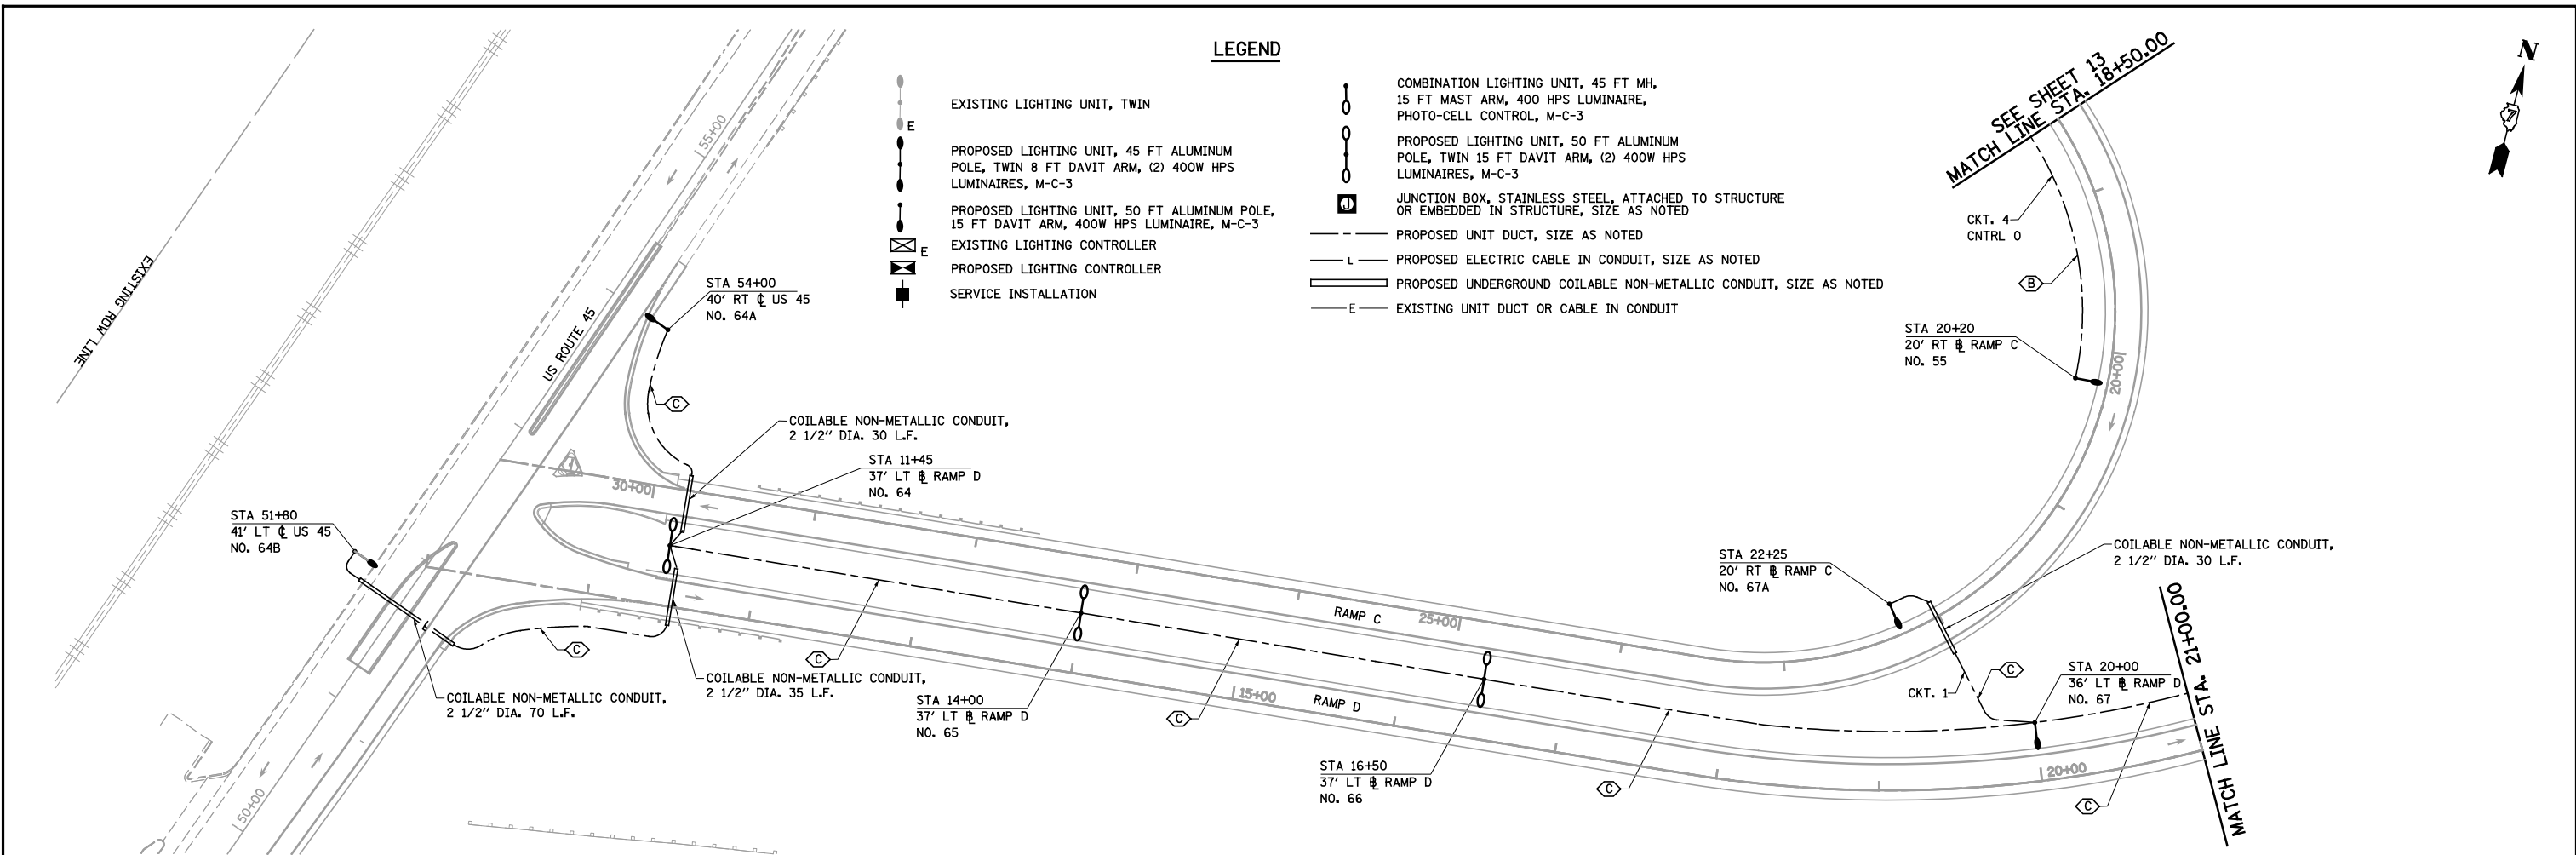 LEGEND
EXISTING LIGHTING UNIT, TWIN
E
PROPOSED LIGHTING UNIT, 45 FT ALUMINUM
POLE, TWIN 8 FT DAVIT ARM, (2) 400W HPS
LUMINAIRES, M-C-3
PROPOSED LIGHTING UNIT, 50 FT ALUMINUM POLE,
15 FT DAVIT ARM, 400W HPS LUMINAIRE, M-C-3
EXISTING LIGHTING CONTROLLER
E
PROPOSED LIGHTING CONTROLLER
SERVICE INSTALLATION
COMBINATION LIGHTING UNIT, 45 FT MH,
15 FT MAST ARM, 400 HPS LUMINAIRE,
PHOTO-CELL CONTROL, M-C-3
PROPOSED LIGHTING UNIT, 50 FT ALUMINUM
POLE, TWIN 15 FT DAVIT ARM, (2) 400W HPS
LUMINAIRES, M-C-3
J
JUNCTION BOX, STAINLESS STEEL, ATTACHED TO STRUCTURE
OR EMBEDDED IN STRUCTURE, SIZE AS NOTED
PROPOSED UNIT DUCT, SIZE AS NOTED
L
PROPOSED ELECTRIC CABLE IN CONDUIT, SIZE AS NOTED
PROPOSED UNDERGROUND COILABLE NON-METALLIC CONDUIT, SIZE AS NOTED
E
EXISTING UNIT DUCT OR CABLE IN CONDUIT
SEE SHEET 13
MATCH LINE STA. 18+50.00
N
7
CKT. 4
CNTRL O
B
STA 20+20
20' RT ⅊ RAMP C
NO. 55
20+00
EXISTING ROW LINE
55+00
US ROUTE 45
STA 54+00
40' RT ℄ US 45
NO. 64A
C
COILABLE NON-METALLIC CONDUIT,
2 1/2" DIA. 30 L.F.
STA 11+45
37' LT ⅊ RAMP D
NO. 64
30+00
STA 51+80
41' LT ℄ US 45
NO. 64B
C
COILABLE NON-METALLIC CONDUIT,
2 1/2" DIA. 70 L.F.
COILABLE NON-METALLIC CONDUIT,
2 1/2" DIA. 35 L.F.
50+00
C
STA 14+00
37' LT ⅊ RAMP D
NO. 65
C
15+00
RAMP D
RAMP C
25+00
STA 16+50
37' LT ⅊ RAMP D
NO. 66
C
STA 22+25
20' RT ⅊ RAMP C
NO. 67A
COILABLE NON-METALLIC CONDUIT,
2 1/2" DIA. 30 L.F.
CKT. 1
C
STA 20+00
36' LT ⅊ RAMP D
NO. 67
20+00
C
MATCH LINE STA. 21+00.00